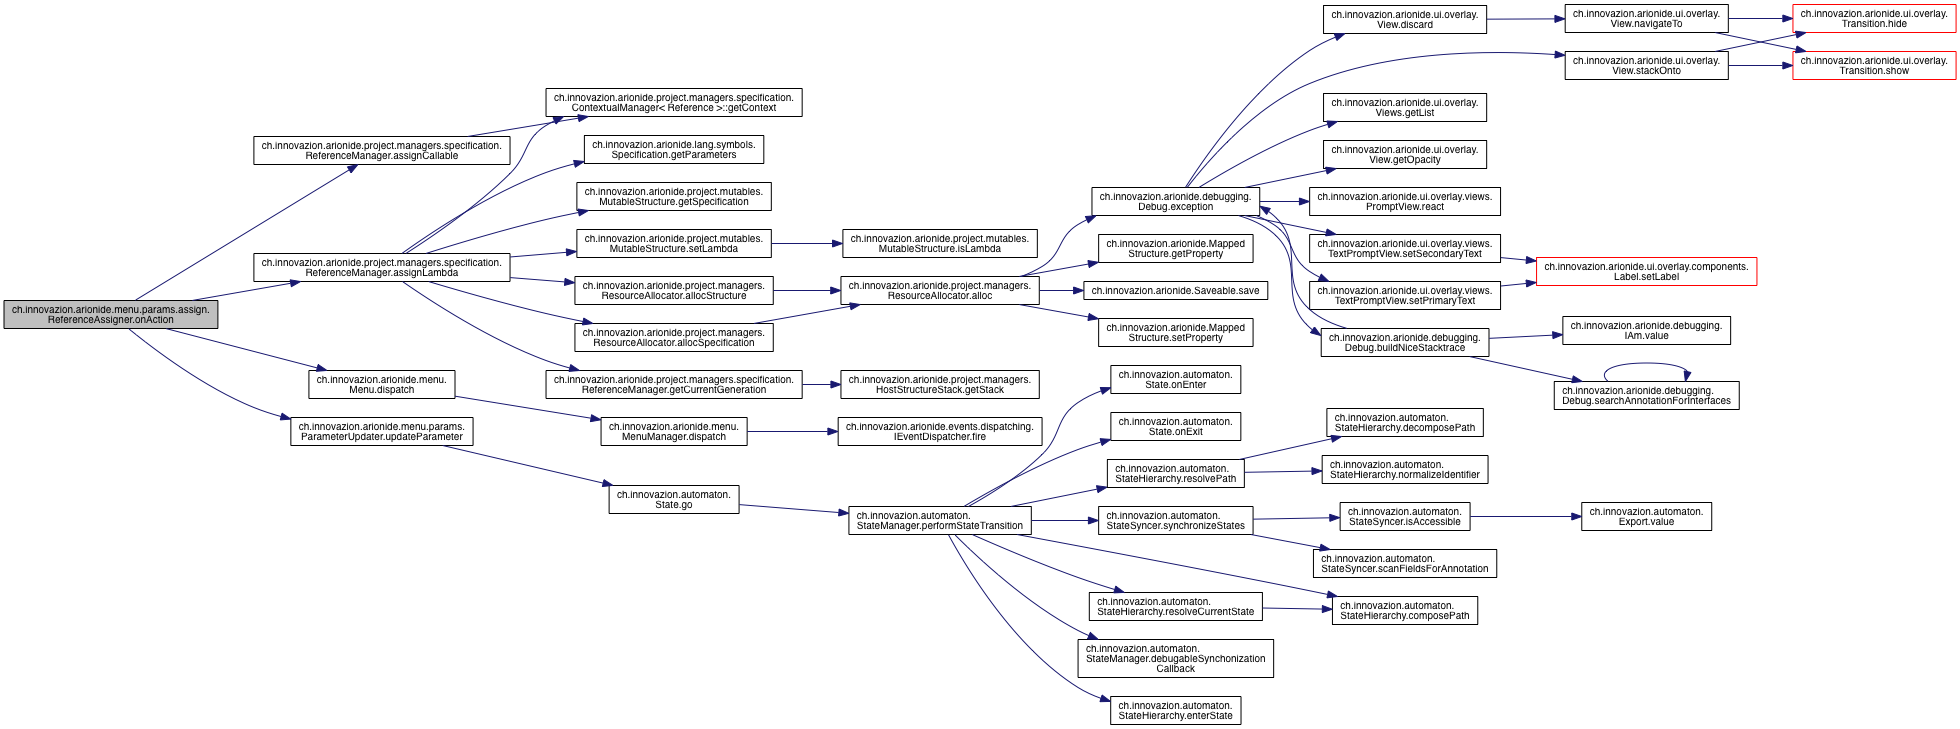 ch.innovazion.arionide.menu.params.assign.
ReferenceAssigner.onAction
ch.innovazion.arionide.project.managers.specification.
ReferenceManager.assignCallable
ch.innovazion.arionide.project.managers.specification.
ReferenceManager.assignLambda
ch.innovazion.arionide.menu.
Menu.dispatch
ch.innovazion.arionide.menu.params.
ParameterUpdater.updateParameter
ch.innovazion.arionide.project.managers.specification.
ContextualManager< Reference >::getContext
ch.innovazion.arionide.lang.symbols.
Specification.getParameters
ch.innovazion.arionide.project.mutables.
MutableStructure.getSpecification
ch.innovazion.arionide.project.mutables.
MutableStructure.setLambda
ch.innovazion.arionide.project.managers.
ResourceAllocator.allocStructure
ch.innovazion.arionide.project.managers.
ResourceAllocator.allocSpecification
ch.innovazion.arionide.project.managers.specification.
ReferenceManager.getCurrentGeneration
ch.innovazion.arionide.menu.
MenuManager.dispatch
ch.innovazion.automaton.
State.go
ch.innovazion.arionide.project.mutables.
MutableStructure.isLambda
ch.innovazion.arionide.project.managers.
ResourceAllocator.alloc
ch.innovazion.arionide.project.managers.
HostStructureStack.getStack
ch.innovazion.arionide.events.dispatching.
IEventDispatcher.fire
ch.innovazion.automaton.
StateManager.performStateTransition
ch.innovazion.arionide.debugging.
Debug.exception
ch.innovazion.arionide.Mapped
Structure.getProperty
ch.innovazion.arionide.Saveable.save
ch.innovazion.arionide.Mapped
Structure.setProperty
ch.innovazion.automaton.
State.onEnter
ch.innovazion.automaton.
State.onExit
ch.innovazion.automaton.
StateHierarchy.resolvePath
ch.innovazion.automaton.
StateSyncer.synchronizeStates
ch.innovazion.automaton.
StateHierarchy.resolveCurrentState
ch.innovazion.automaton.
StateManager.debugableSynchonization
Callback
ch.innovazion.automaton.
StateHierarchy.enterState
ch.innovazion.arionide.ui.overlay.
View.discard
ch.innovazion.arionide.ui.overlay.
Views.getList
ch.innovazion.arionide.ui.overlay.
View.getOpacity
ch.innovazion.arionide.ui.overlay.views.
PromptView.react
ch.innovazion.arionide.ui.overlay.views.
TextPromptView.setSecondaryText
ch.innovazion.arionide.ui.overlay.views.
TextPromptView.setPrimaryText
ch.innovazion.arionide.debugging.
Debug.buildNiceStacktrace
ch.innovazion.automaton.
StateHierarchy.decomposePath
ch.innovazion.automaton.
StateHierarchy.normalizeIdentifier
ch.innovazion.automaton.
StateSyncer.isAccessible
ch.innovazion.automaton.
StateSyncer.scanFieldsForAnnotation
ch.innovazion.automaton.
StateHierarchy.composePath
ch.innovazion.arionide.ui.overlay.
View.navigateTo
ch.innovazion.arionide.ui.overlay.
View.stackOnto
ch.innovazion.arionide.ui.overlay.components.
Label.setLabel
ch.innovazion.arionide.debugging.
IAm.value
ch.innovazion.arionide.debugging.
Debug.searchAnnotationForInterfaces
ch.innovazion.automaton.
Export.value
ch.innovazion.arionide.ui.overlay.
Transition.hide
ch.innovazion.arionide.ui.overlay.
Transition.show